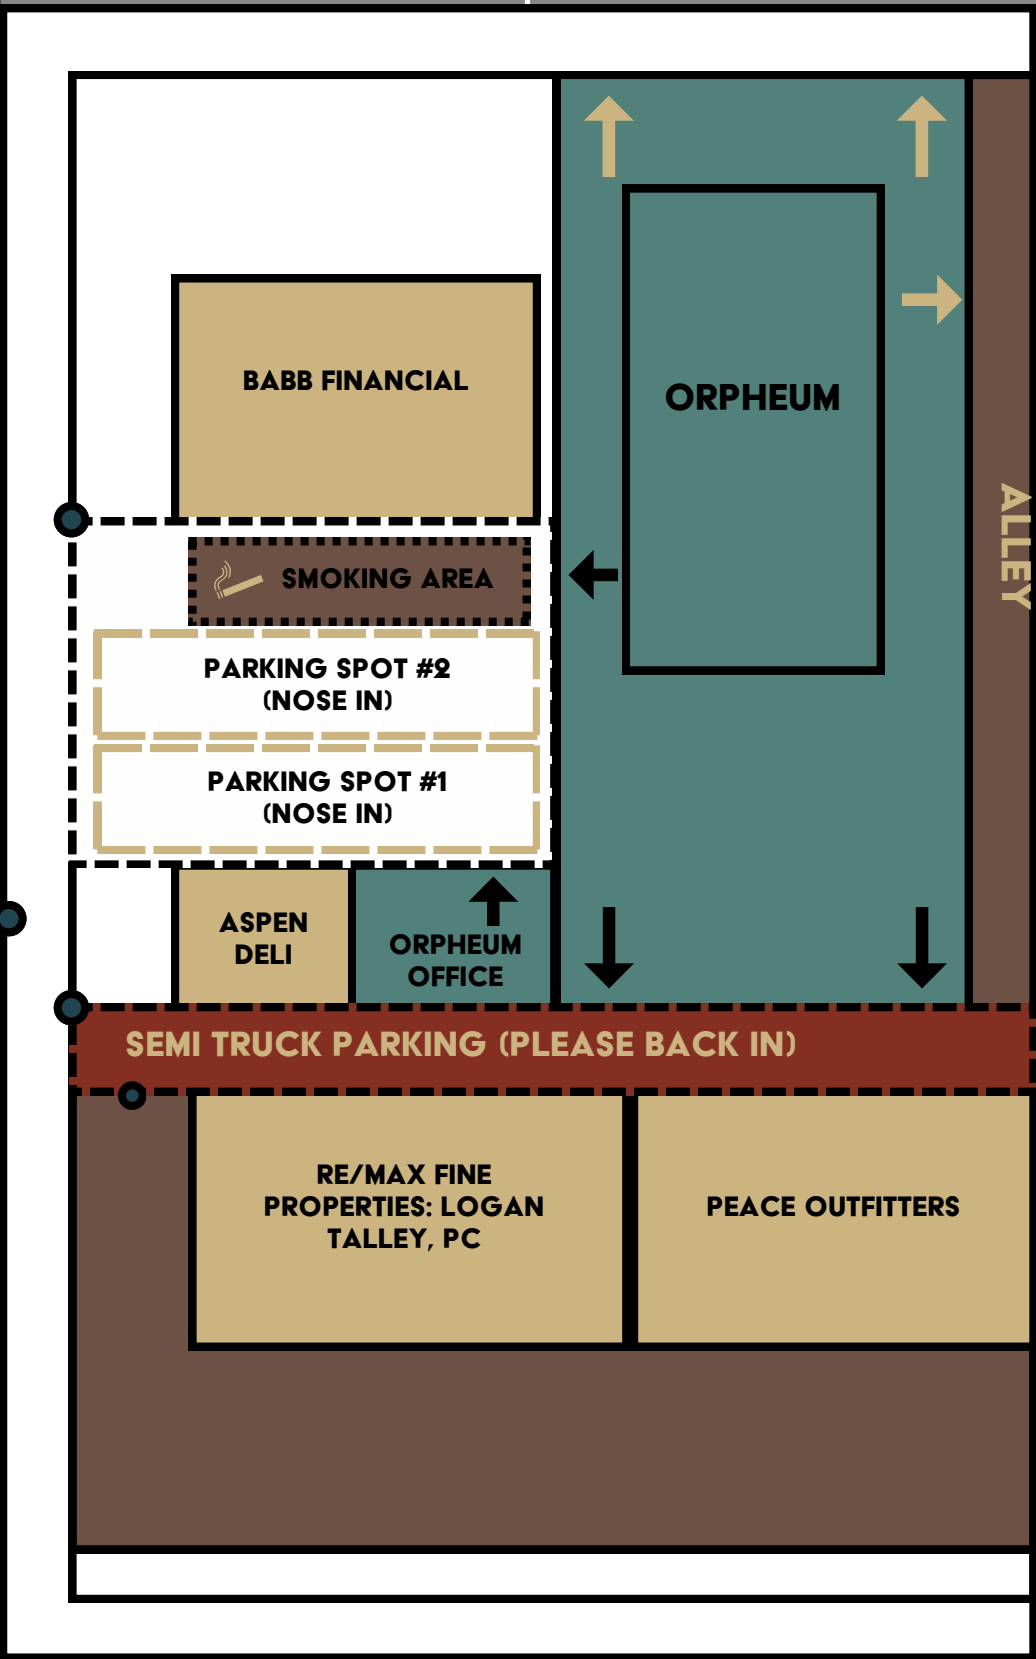 BABB FINANCIAL
ORPHEUM
ALLEY
SMOKING AREA
PARKING SPOT #2
(NOSE IN)
PARKING SPOT #1
(NOSE IN)
ASPEN
DELI
ORPHEUM
OFFICE
SEMI TRUCK PARKING (PLEASE BACK IN)
RE/MAX FINE
PROPERTIES: LOGAN
TALLEY, PC
PEACE OUTFITTERS